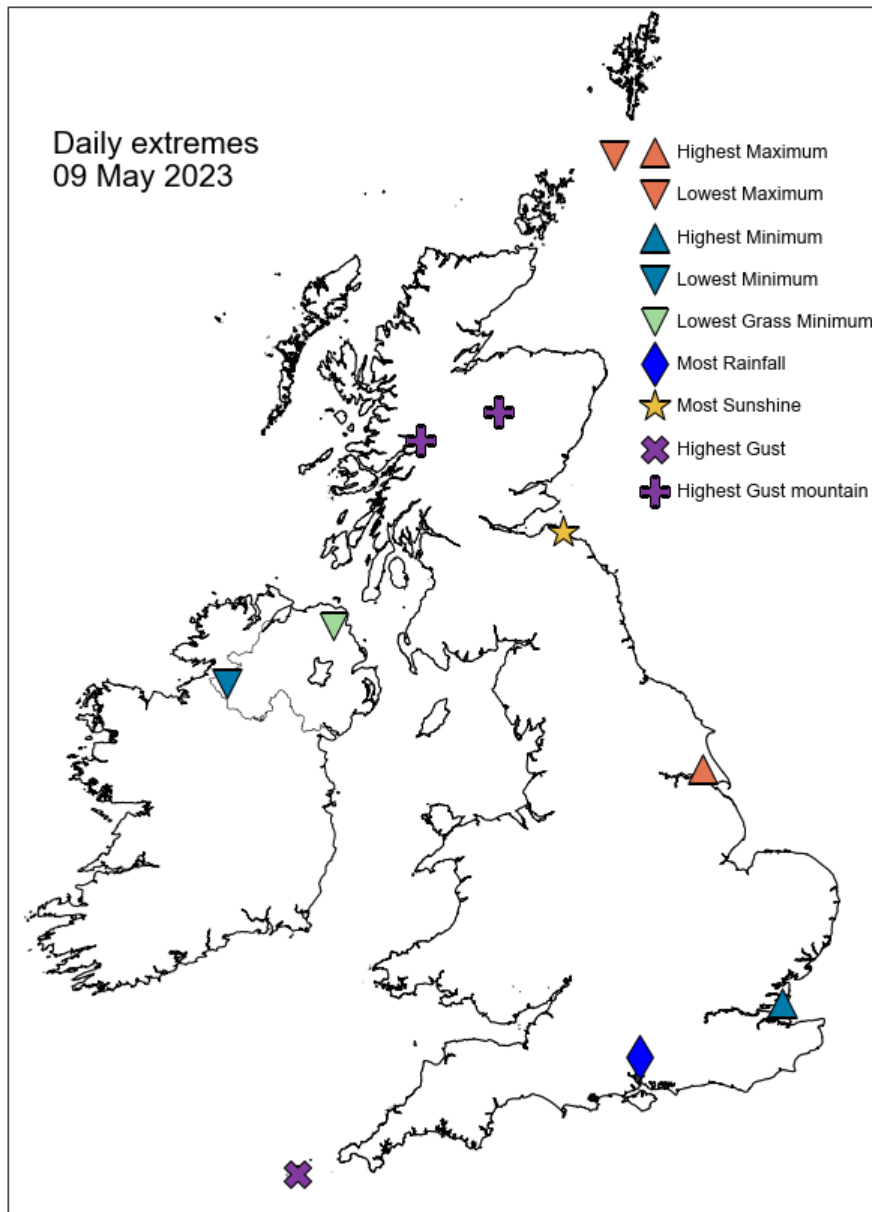 Daily extremes
09 May 2023
Highest Maximum
Lowest Maximum
Highest Minimum
Lowest Minimum
Lowest Grass Minimum
Most Rainfall
Most Sunshine
Highest Gust
Highest Gust mountain